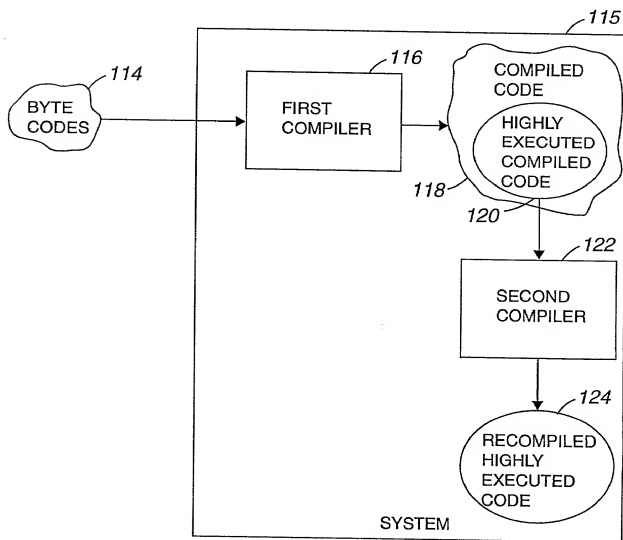 115
114
116
BYTE
CODES
FIRST
COMPILER
COMPILED
CODE
HIGHLY
EXECUTED
COMPILED
CODE
118
120
122
SECOND
COMPILER
124
RECOMPILED
HIGHLY
EXECUTED
CODE
SYSTEM